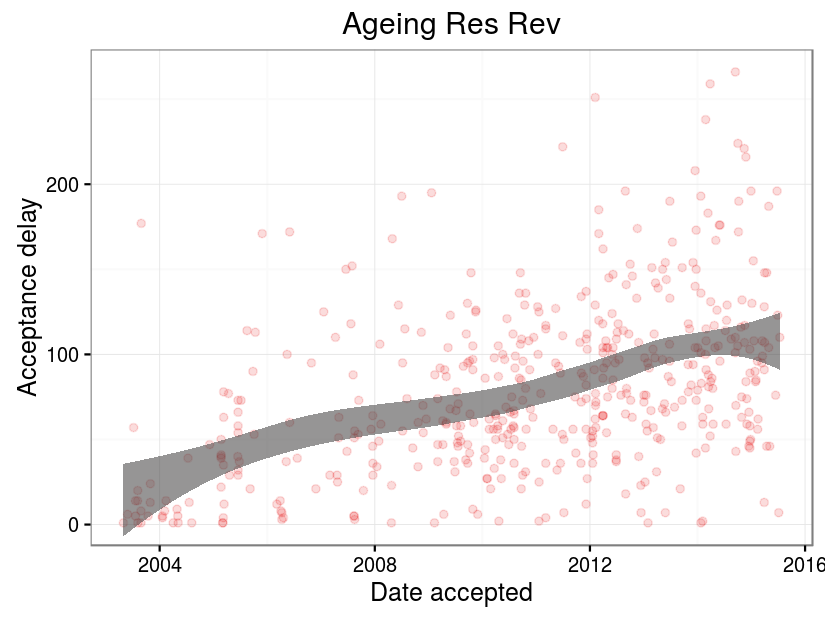 Ageing Res Rev
Acceptance delay
200
100
0
2004 2008 2012 2016
Date accepted